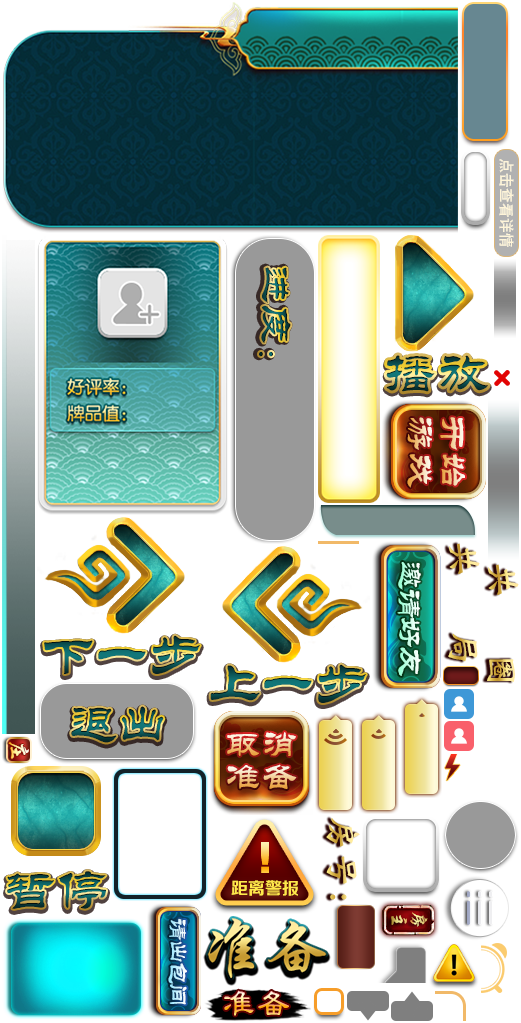 点击查看详情
进度：
好评率：
牌品值：
播放
开始
游戏
邀请好友
共
共
局
圈
下一步
上一步
退出
取消
准备
庄
房号：
距离警报
暂停
请出包间
准备
房主
准备